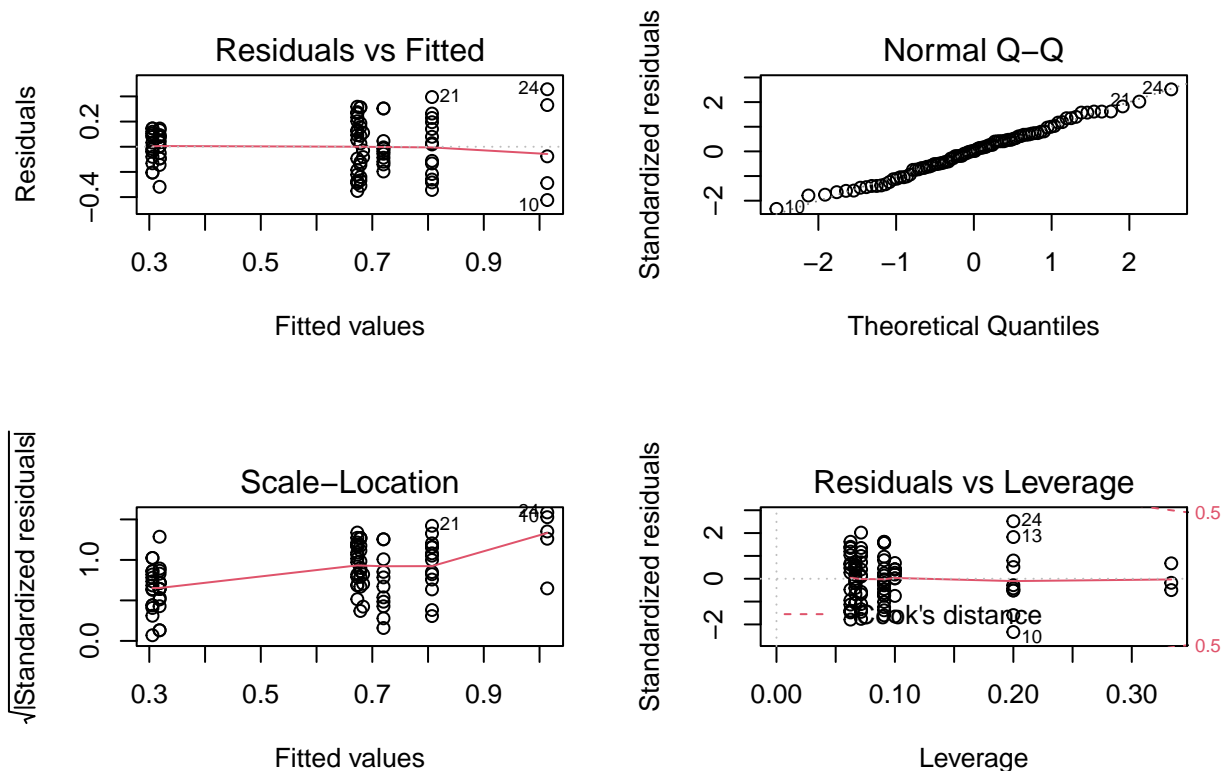 Residuals vs Fitted
Residuals
0.2
−0.4
21
24
10
0.3 0.5 0.7 0.9
Fitted values
Normal Q−Q
Standardized residuals
2
0
−2
21
24
10
−2 −1 0 1 2
Theoretical Quantiles
Scale−Location
√|Standardized residuals|
1.0
0.0
21
24
10
0.3 0.5 0.7 0.9
Fitted values
Residuals vs Leverage
Standardized residuals
2
0
−2
24
13
10
0.5
0.5
Cook's distance
0.00 0.10 0.20 0.30
Leverage